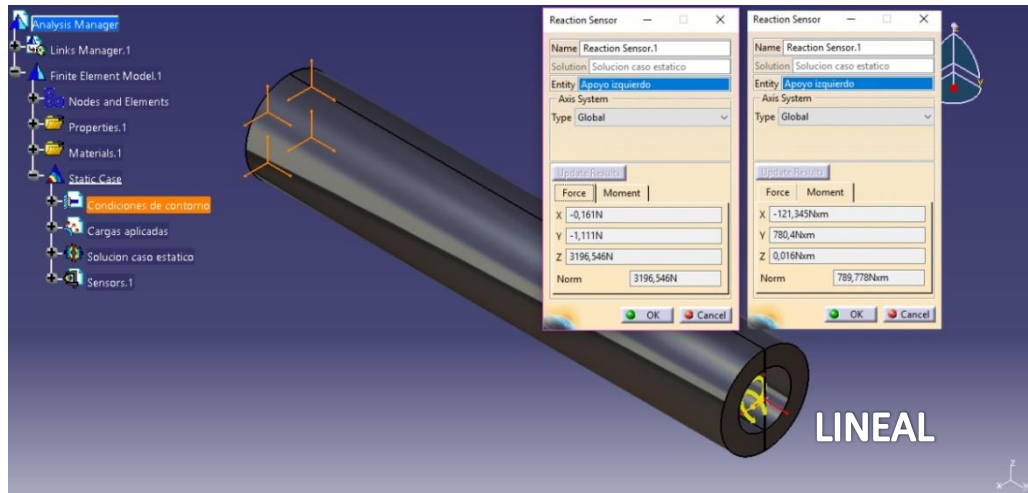 Analysis Manager
Links Manager.1
Finite Element Model.1
Nodes and Elements
Properties.1
Materials.1
Static Case
Condiciones de contorno
Cargas aplicadas
Solucion caso estatico
Sensors.1
Reaction Sensor
Name Reaction Sensor.1
Solution Solucion caso estatico
Entity Apoyo izquierdo
Axis System
Type Global
Update Results
Force Moment
X -0,161N
Y -1,111N
Z 3196,546N
Norm 3196,546N
OK Cancel
Reaction Sensor
Name Reaction Sensor.1
Solution Solucion caso estatico
Entity Apoyo izquierdo
Axis System
Type Global
Update Results
Force Moment
X -121,345Nxm
Y 780,4Nxm
Z 0,016Nxm
Norm 789,778Nxm
OK Cancel
y
LINEAL
z
x y